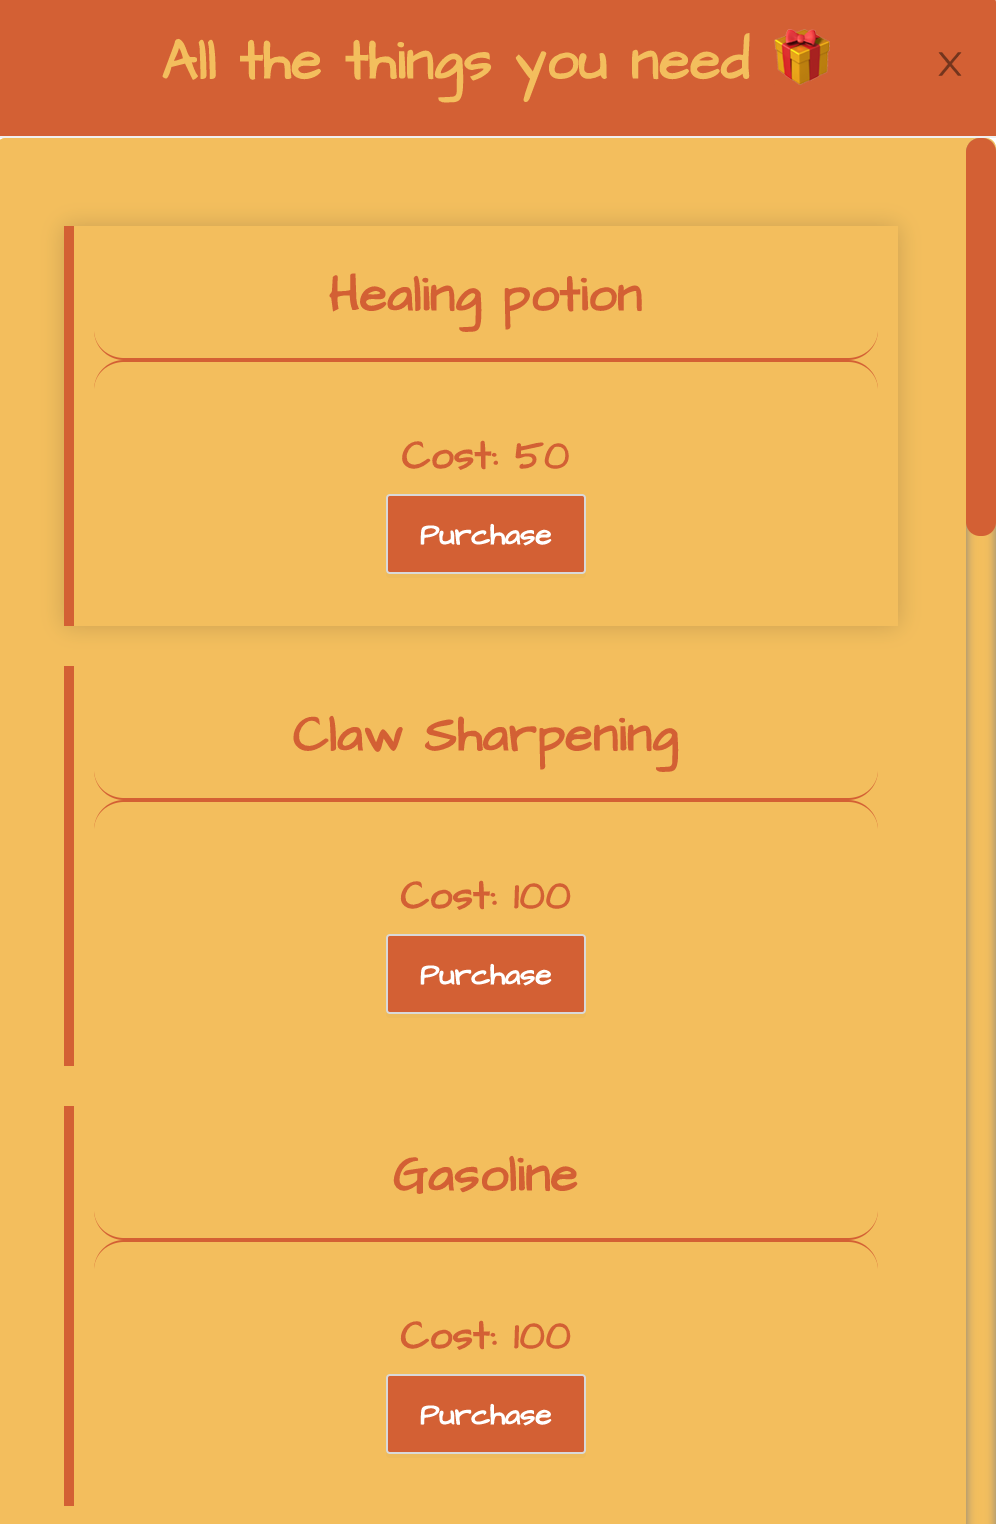 All the things you need 🎁
X
Healing potion
Cost: 50
Purchase
Claw Sharpening
Cost: 100
Purchase
Gasoline
Cost: 100
Purchase